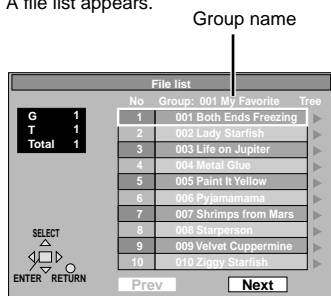 A file list appears.
Group name
File list
No Group: 001 My Favorite Tree
G 1
T 1
Total 1
1 001 Both Ends Freezing
2 002 Lady Starfish
3 003 Life on Jupiter
4 004 Metal Glue
5 005 Paint It Yellow
6 006 Pyjamamama
7 007 Shrimps from Mars
8 008 Starperson
9 009 Velvet Cuppermine
10 010 Ziggy Starfish
SELECT
ENTER RETURN
Prev Next